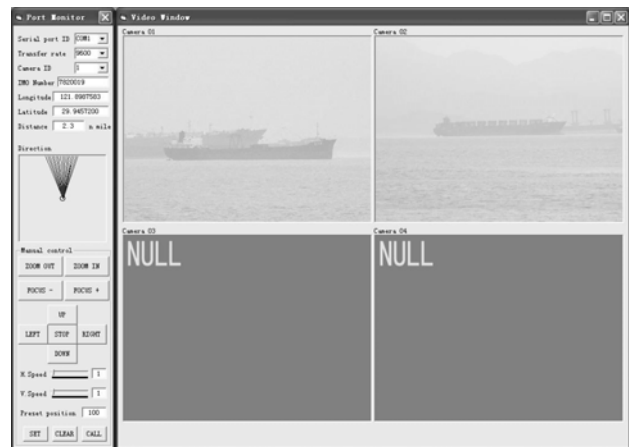 Port Monitor
Serial port ID COM1
Transfer rate 9600
Camera ID 1
IMO Number 7820019
Longitude 121.8987583
Latitude 29.9457200
Distance 2.3 n mile
Direction
Manual control
ZOOM OUT ZOOM IN
FOCUS - FOCUS +
UP
LEFT STOP RIGHT
DOWN
H.Speed 1
V.Speed 1
Preset position 100
SET CLEAR CALL
Video Window
Camera 01 Camera 02
Camera 03 Camera 04
NULL NULL